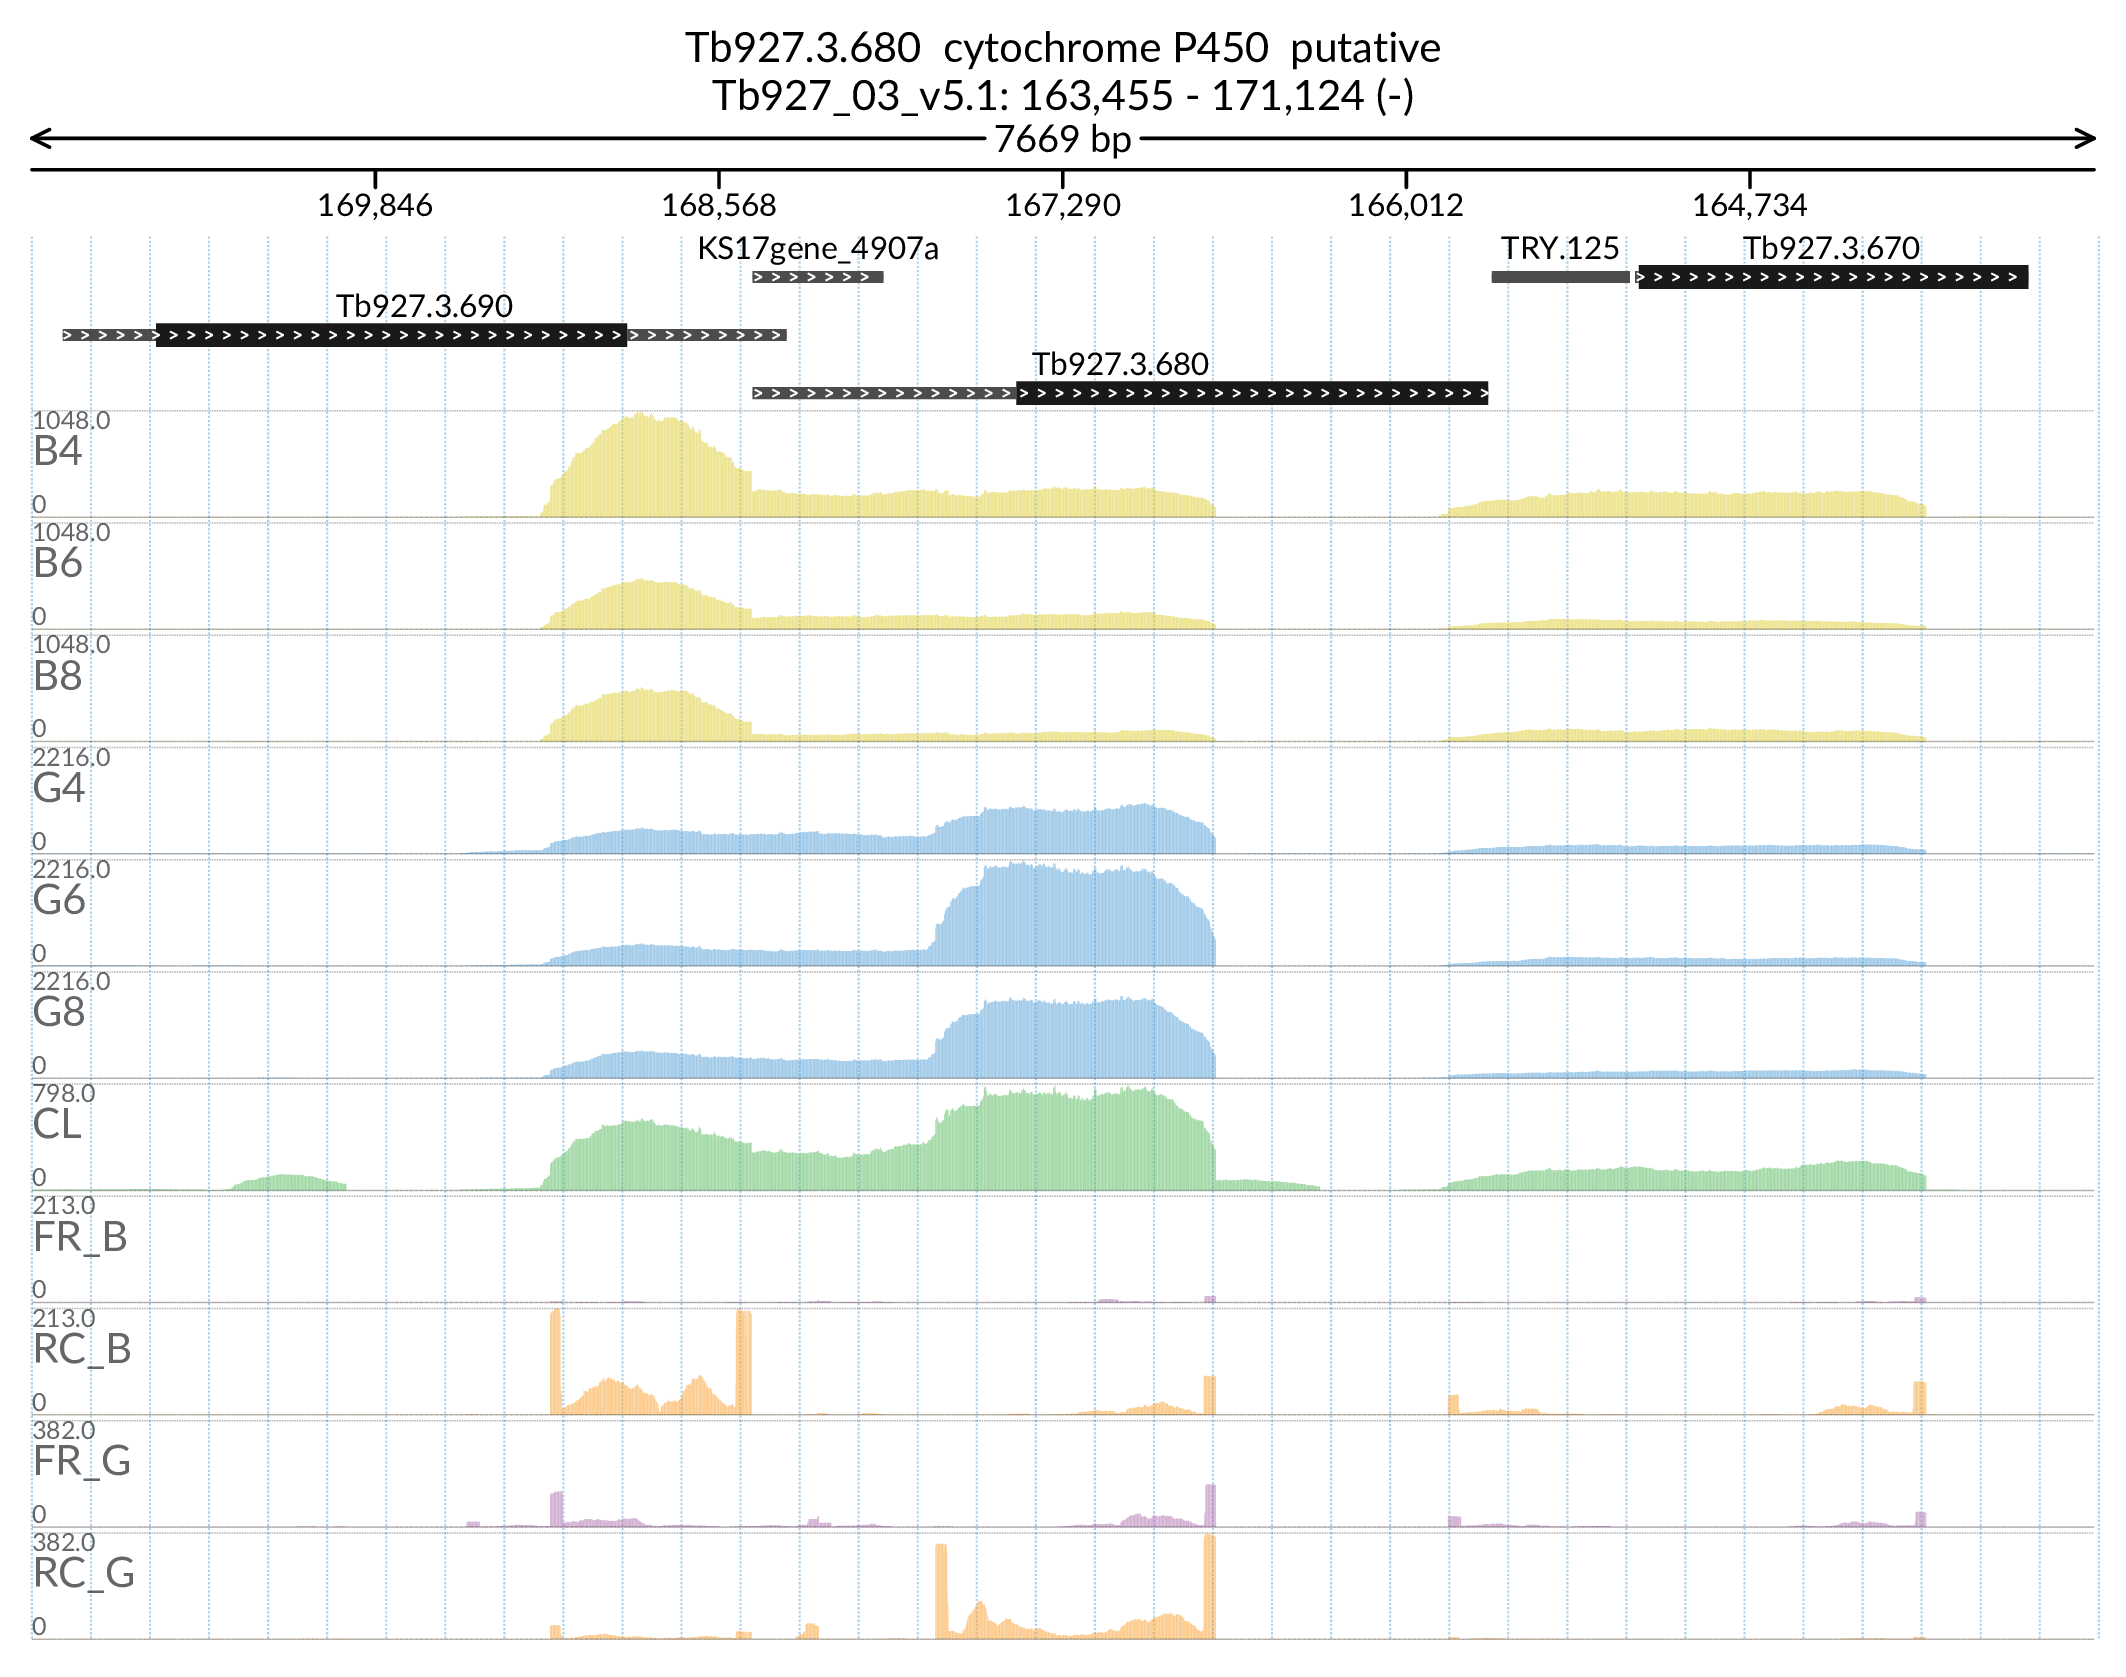 Tb927.3.680 cytochrome P450 putative
Tb927_03_v5.1: 163,455 - 171,124 (-)
7669 bp
169,846 168,568 167,290 166,012 164,734
KS17gene_4907a TRY.125 Tb927.3.670
Tb927.3.690
Tb927.3.680
1048.0
B4
0
1048.0
B6
0
1048.0
B8
0
2216.0
G4
0
2216.0
G6
0
2216.0
G8
0
798.0
CL
0
213.0
FR_B
0
213.0
RC_B
0
382.0
FR_G
0
382.0
RC_G
0